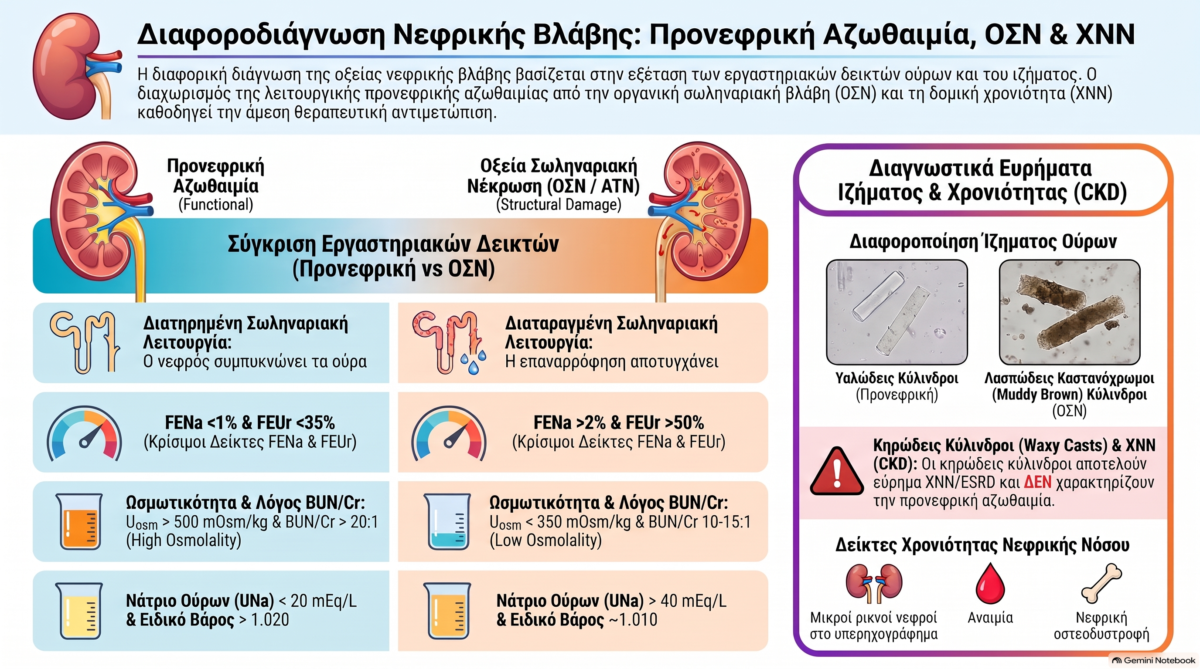 Διαφοροδιάγνωση Νεφρικής Βλάβης: Προνεφρική Αζωθαιμία, ΟΣΝ & ΧΝΝ
Η διαφορική διάγνωση της οξείας νεφρικής βλάβης βασίζεται στην εξέταση των εργαστηριακών δεικτών ούρων και του ιζήματος. Ο
διαχωρισμός της λειτουργικής προνεφρικής αζωθαιμίας από την οργανική σωληναριακή βλάβη (ΟΣΝ) και τη δομική χρονιότητα (ΧΝΝ)
καθοδηγεί την άμεση θεραπευτική αντιμετώπιση.
Προνεφρική
Αζωθαιμία
(Functional)
Οξεία Σωληναριακή
Νέκρωση (ΟΣΝ / ATN)
(Structural Damage)
Σύγκριση Εργαστηριακών Δεικτών
(Προνεφρική vs ΟΣΝ)
Διατηρημένη Σωληναριακή
Λειτουργία:
Ο νεφρός συμπυκνώνει τα ούρα
Διαταραγμένη Σωληναριακή
Λειτουργία:
Η επαναρρόφηση αποτυγχάνει
FENa <1% & FEUr <35%
(Κρίσιμοι Δείκτες FENa & FEUr)
FENa >2% & FEUr >50%
(Κρίσιμοι Δείκτες FENa & FEUr)
Ωσμωτικότητα & Λόγος BUN/Cr:
Uosm > 500 mOsm/kg & BUN/Cr > 20:1
(High Osmolality)
Ωσμωτικότητα & Λόγος BUN/Cr:
Uosm < 350 mOsm/kg & BUN/Cr 10-15:1
(Low Osmolality)
Νάτριο Ούρων (UNa) < 20 mEq/L
& Ειδικό Βάρος > 1.020
Νάτριο Ούρων (UNa) > 40 mEq/L
& Ειδικό Βάρος ~1.010
Διαγνωστικά Ευρήματα
Ιζήματος & Χρονιότητας (CKD)
Διαφοροποίηση Ίζηματος Ούρων
Υαλώδεις Κύλινδροι
(Προνεφρική)
Λασπώδεις Καστανόχρωμοι
(Muddy Brown) Κύλινδροι
(ΟΣΝ)
Κηρώδεις Κύλινδροι (Waxy Casts) & ΧΝΝ
(CKD): Οι κηρώδεις κύλινδροι αποτελούν
εύρημα ΧΝΝ/ESRD και ΔΕΝ χαρακτηρίζουν
την προνεφρική αζωθαιμία.
Δείκτες Χρονιότητας Νεφρικής Νόσου
Μικροί ρικνοί νεφροί
στο υπερηχογράφημα
Αναιμία
Νεφρική
οστεοδυστροφή
Gemini Notebook